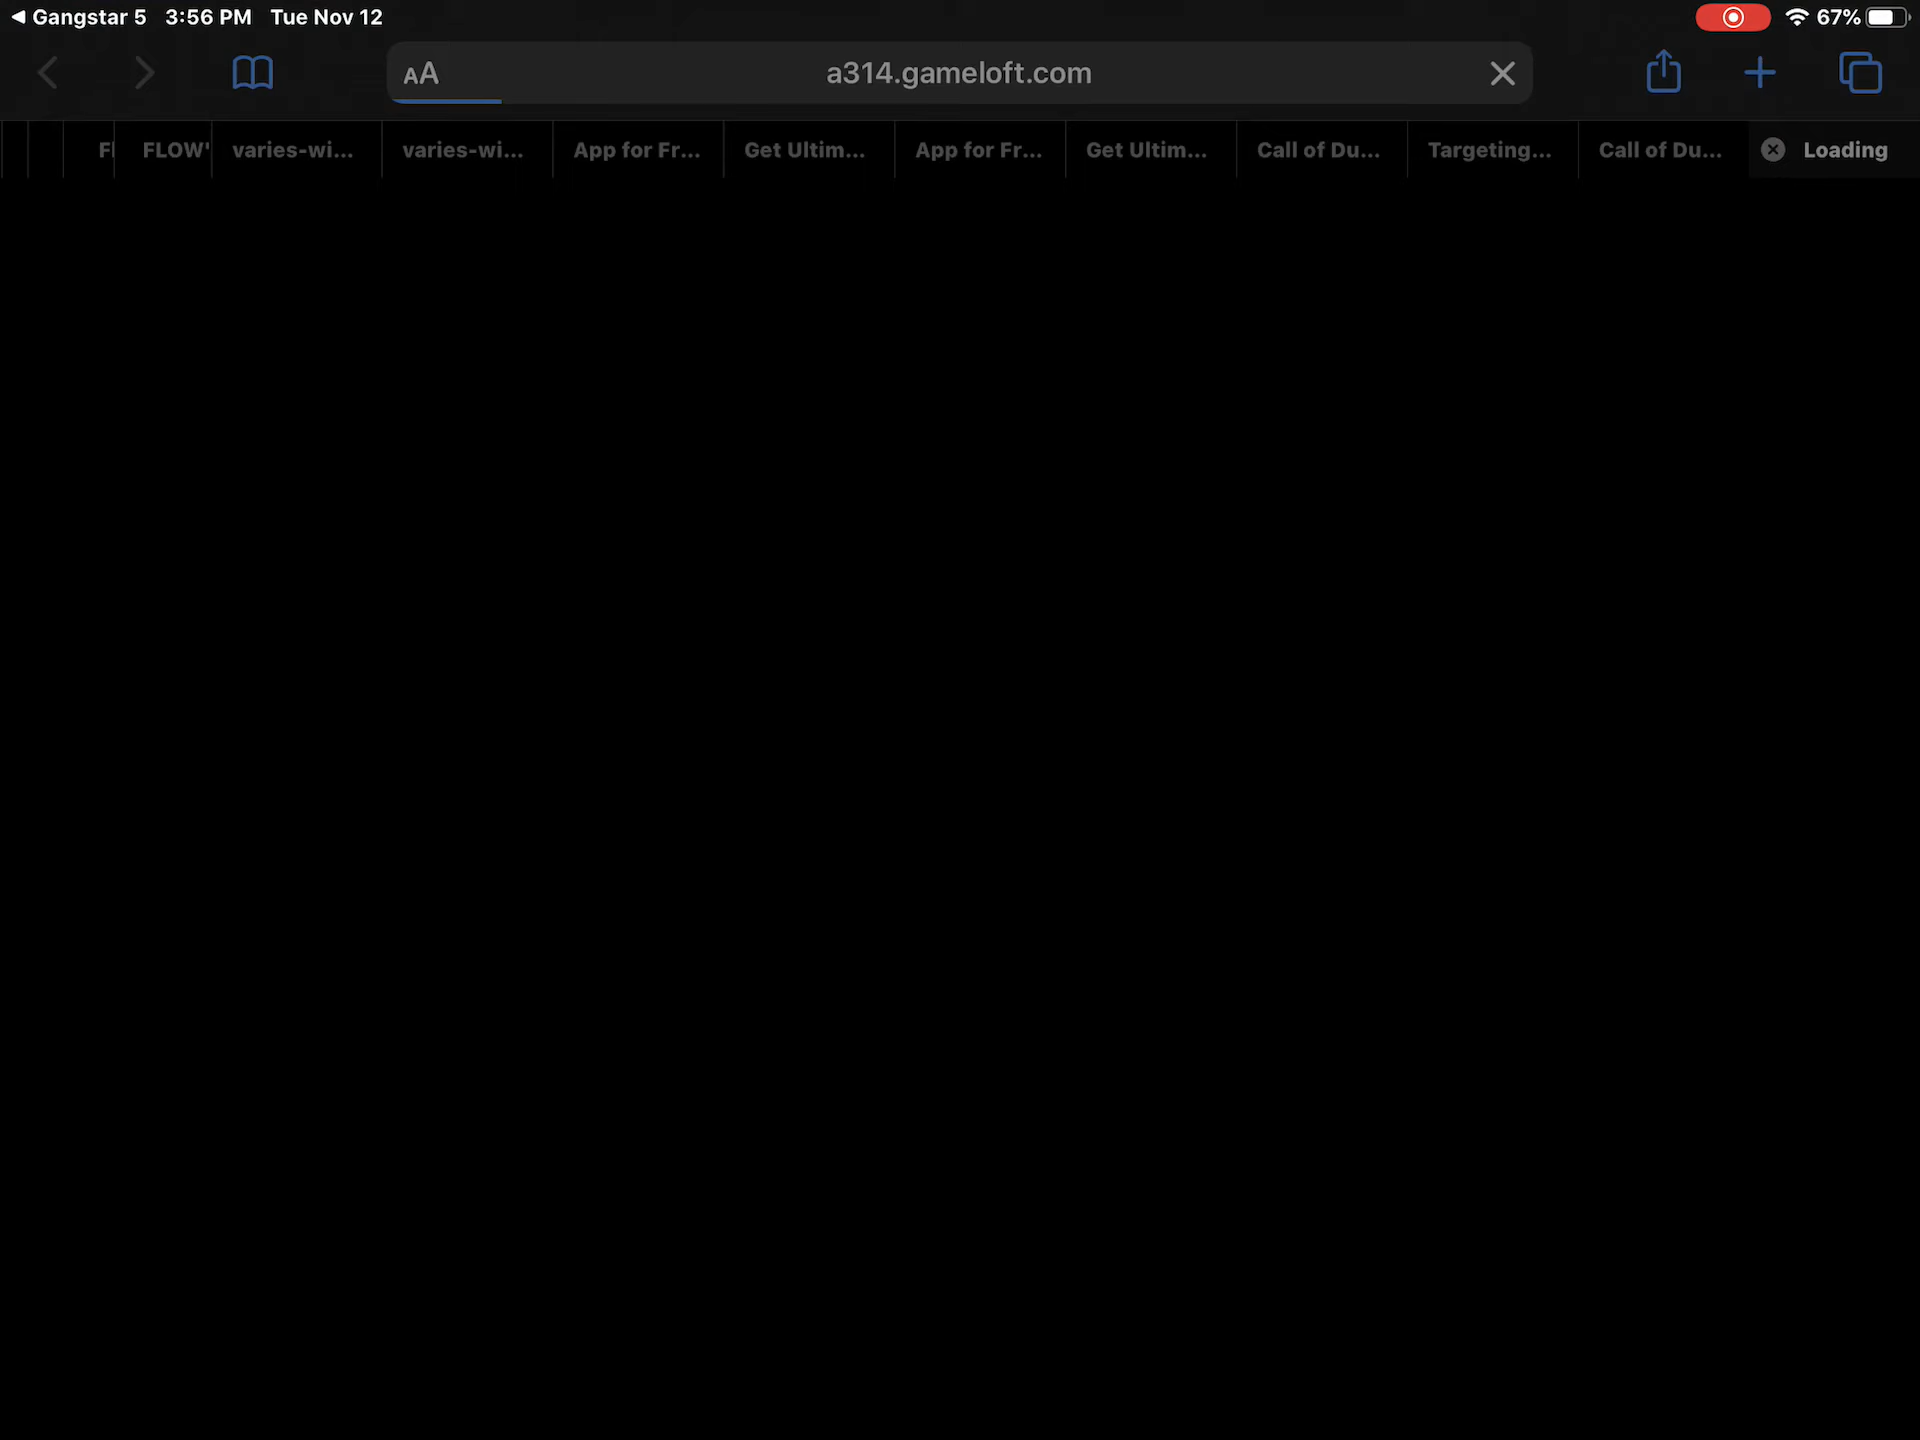 ◀ Gangstar 5 3:56 PM Tue Nov 12 67%
AA a314.gameloft.com
FLOW' varies-wi... varies-wi... App for Fr... Get Ultim... App for Fr... Get Ultim... Call of Du... Targeting... Call of Du... Loading